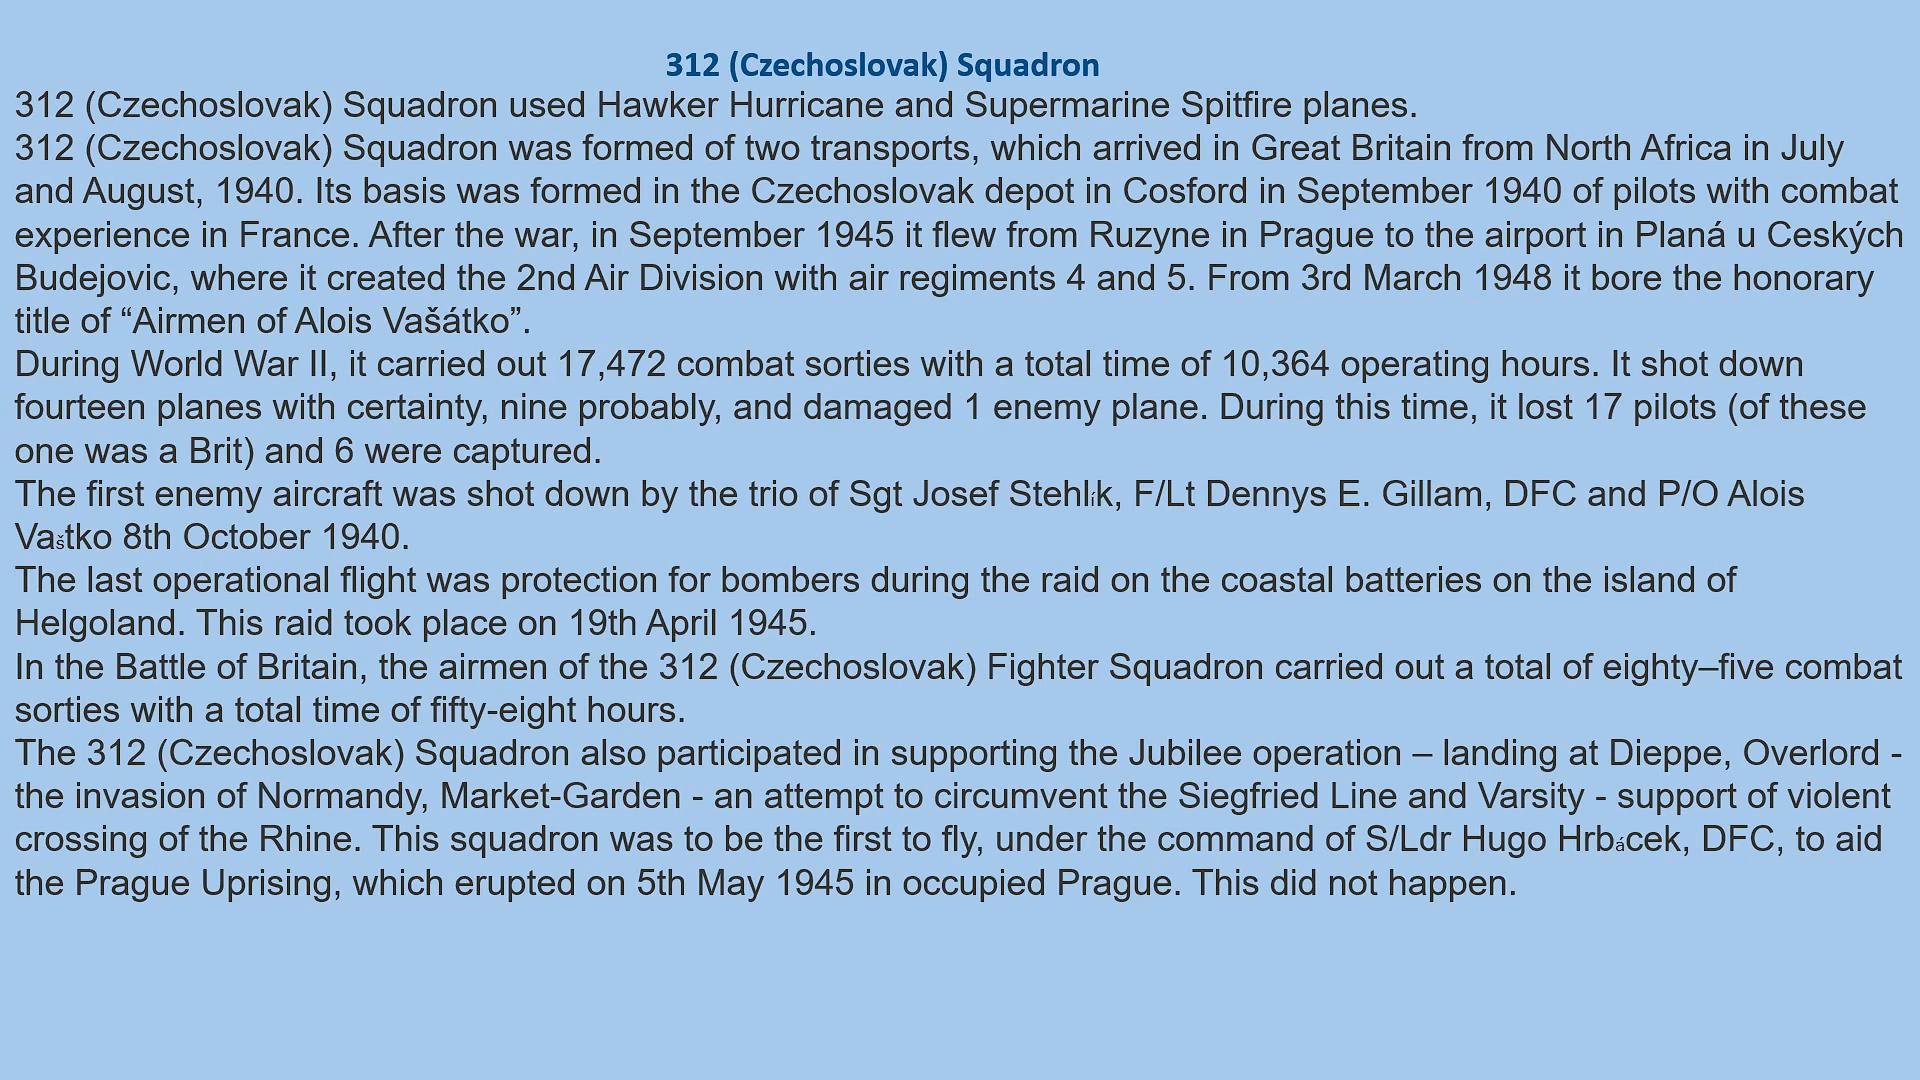 312 (Czechoslovak) Squadron
312 (Czechoslovak) Squadron used Hawker Hurricane and Supermarine Spitfire planes.
312 (Czechoslovak) Squadron was formed of two transports, which arrived in Great Britain from North Africa in July
and August, 1940. Its basis was formed in the Czechoslovak depot in Cosford in September 1940 of pilots with combat
experience in France. After the war, in September 1945 it flew from Ruzyne in Prague to the airport in Planá u Ceských
Budejovic, where it created the 2nd Air Division with air regiments 4 and 5. From 3rd March 1948 it bore the honorary
title of “Airmen of Alois Vašátko”.
During World War II, it carried out 17,472 combat sorties with a total time of 10,364 operating hours. It shot down
fourteen planes with certainty, nine probably, and damaged 1 enemy plane. During this time, it lost 17 pilots (of these
one was a Brit) and 6 were captured.
The first enemy aircraft was shot down by the trio of Sgt Josef Stehlík, F/Lt Dennys E. Gillam, DFC and P/O Alois
Vaštko 8th October 1940.
The last operational flight was protection for bombers during the raid on the coastal batteries on the island of
Helgoland. This raid took place on 19th April 1945.
In the Battle of Britain, the airmen of the 312 (Czechoslovak) Fighter Squadron carried out a total of eighty–five combat
sorties with a total time of fifty-eight hours.
The 312 (Czechoslovak) Squadron also participated in supporting the Jubilee operation – landing at Dieppe, Overlord -
the invasion of Normandy, Market-Garden - an attempt to circumvent the Siegfried Line and Varsity - support of violent
crossing of the Rhine. This squadron was to be the first to fly, under the command of S/Ldr Hugo Hrbácek, DFC, to aid
the Prague Uprising, which erupted on 5th May 1945 in occupied Prague. This did not happen.